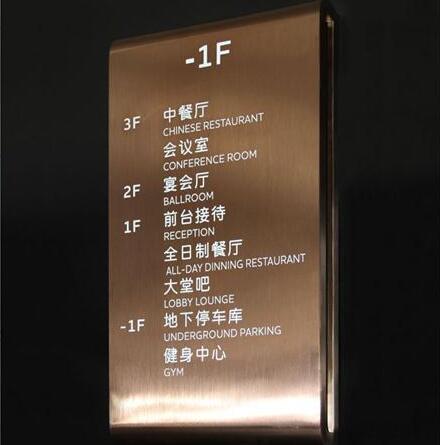 -1F
3F 中餐厅
CHINESE RESTAURANT
会议室
CONFERENCE ROOM
2F 宴会厅
BALLROOM
1F 前台接待
RECEPTION
全日制餐厅
ALL-DAY DINNING RESTAURANT
大堂吧
LOBBY LOUNGE
-1F 地下停车库
UNDERGROUND PARKING
健身中心
GYM